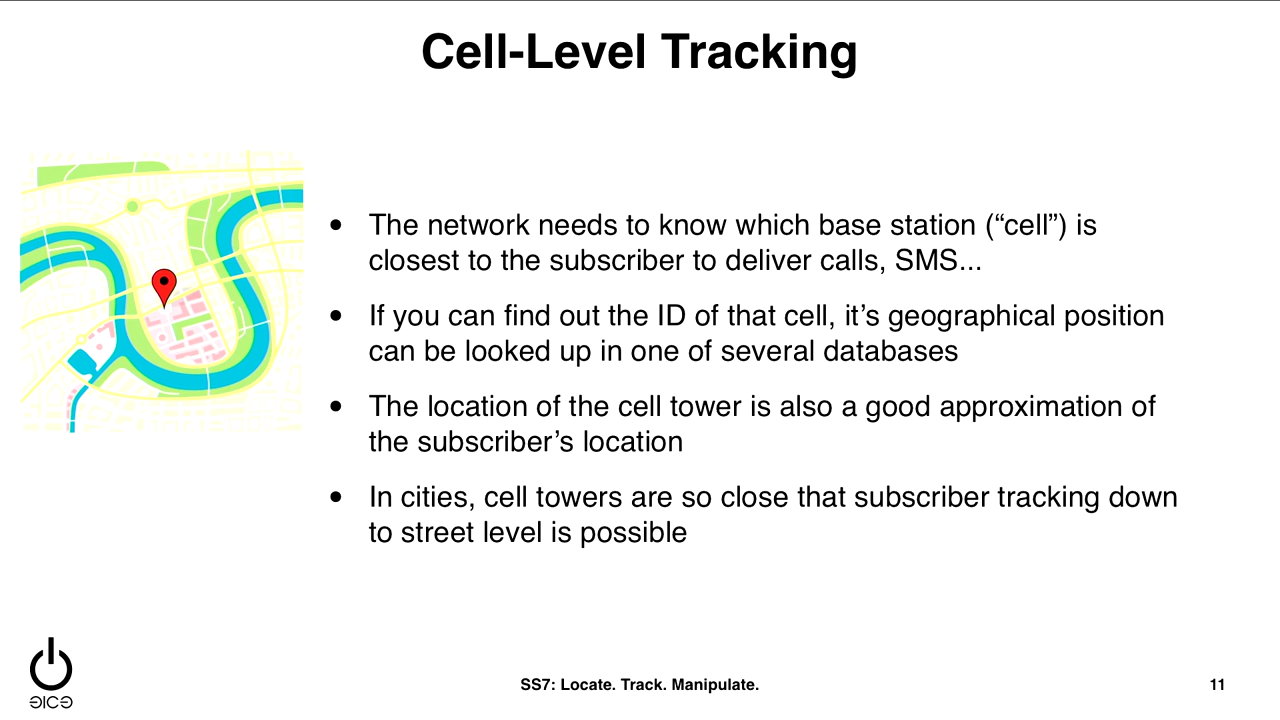 Cell-Level Tracking
• The network needs to know which base station (“cell”) is
closest to the subscriber to deliver calls, SMS...
• If you can find out the ID of that cell, it’s geographical position
can be looked up in one of several databases
• The location of the cell tower is also a good approximation of
the subscriber’s location
• In cities, cell towers are so close that subscriber tracking down
to street level is possible
SS7: Locate. Track. Manipulate.
11